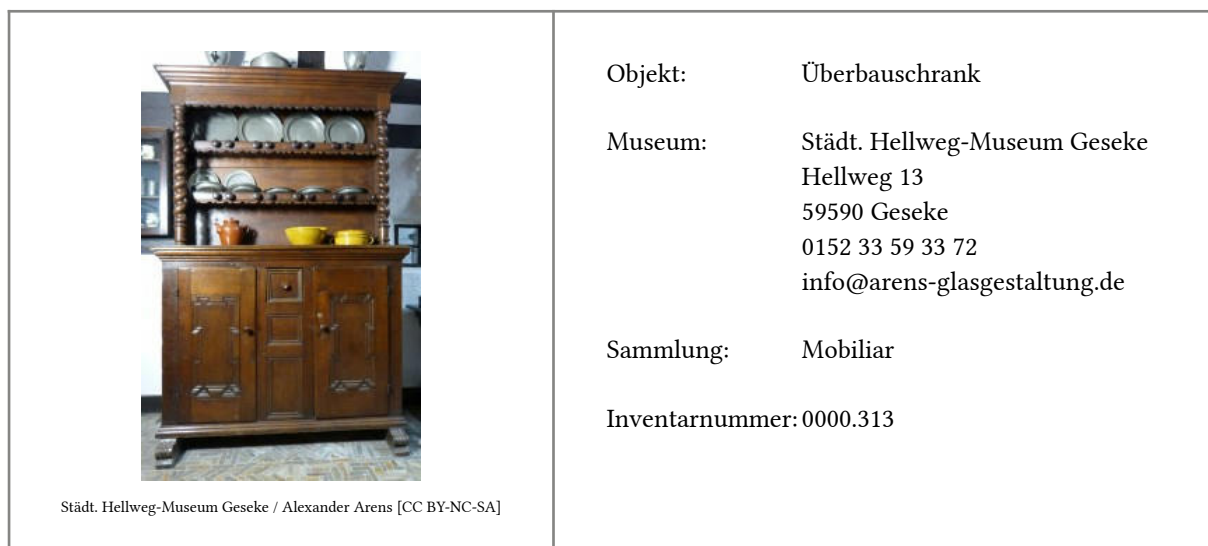 Städt. Hellweg-Museum Geseke / Alexander Arens [CC BY-NC-SA]
Objekt: Überbauschrank
Museum: Städt. Hellweg-Museum Geseke
Hellweg 13
59590 Geseke
0152 33 59 33 72
info@arens-glasgestaltung.de
Sammlung: Mobiliar
Inventarnummer: 0000.313